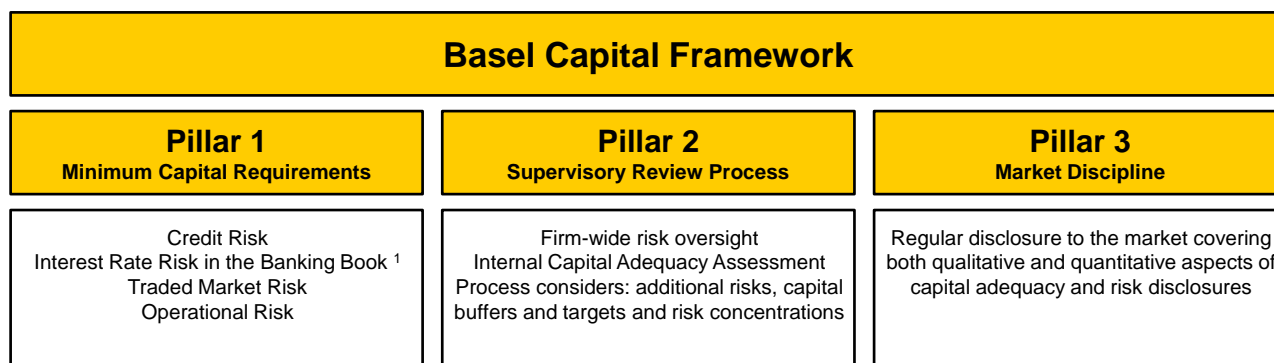 Basel Capital Framework
Pillar 1
Minimum Capital Requirements
Pillar 2
Supervisory Review Process
Pillar 3
Market Discipline
Credit Risk
Interest Rate Risk in the Banking Book ¹
Traded Market Risk
Operational Risk
Firm-wide risk oversight
Internal Capital Adequacy Assessment
Process considers: additional risks, capital
buffers and targets and risk concentrations
Regular disclosure to the market covering
both qualitative and quantitative aspects of
capital adequacy and risk disclosures